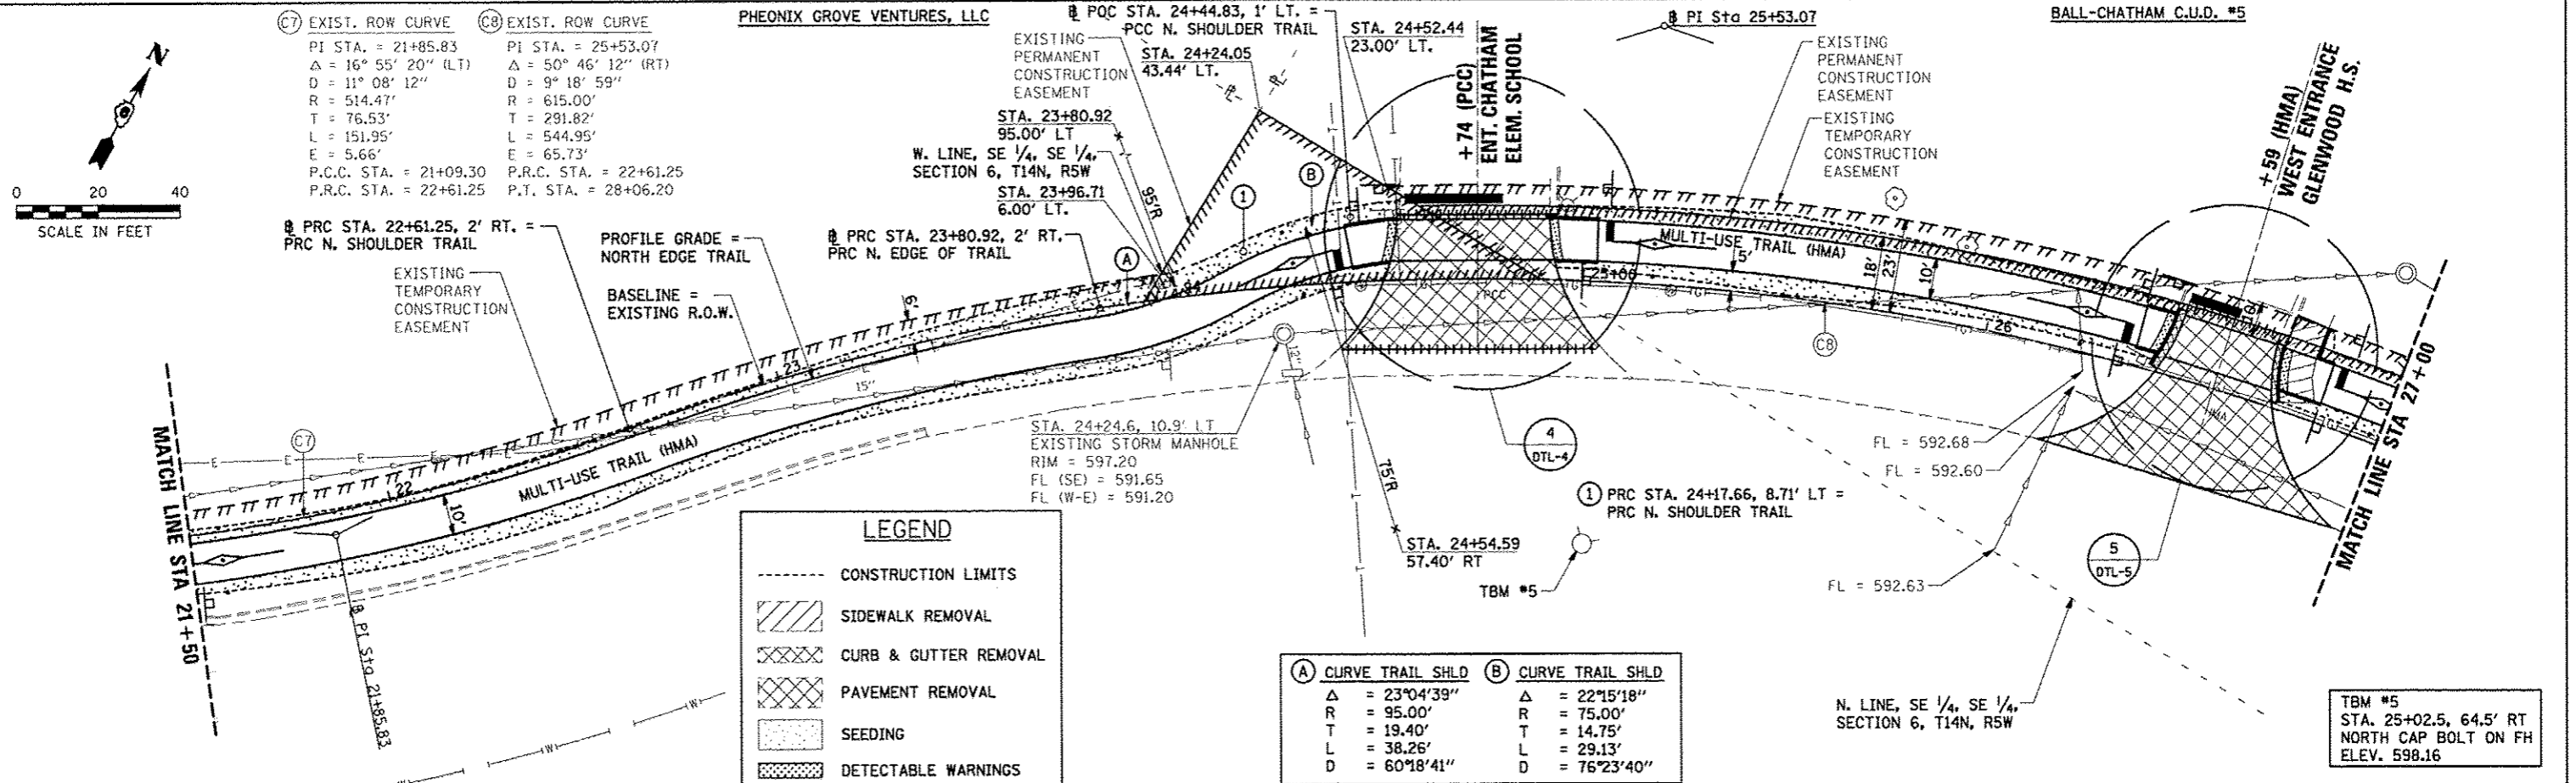 C7 EXIST. ROW CURVE
PI STA. = 21+85.83
Δ = 16° 55' 20" (LT)
D = 11° 08' 12"
R = 514.47'
T = 76.53'
L = 151.95'
E = 5.66'
P.C.C. STA. = 21+09.30
P.R.C. STA. = 22+61.25
C8 EXIST. ROW CURVE
PI STA. = 25+53.07
Δ = 50° 46' 12" (RT)
D = 9° 18' 59"
R = 615.00'
T = 291.82'
L = 544.95'
E = 65.73'
P.R.C. STA. = 22+61.25
P.T. STA. = 28+06.20
PHEONIX GROVE VENTURES, LLC
BALL-CHATHAM C.U.D. #5
N
0 20 40
SCALE IN FEET
EXISTING
PERMANENT
CONSTRUCTION
EASEMENT
POC STA. 24+44.83, 1' LT. =
PCC N. SHOULDER TRAIL
STA. 24+24.05
43.44' LT.
STA. 24+52.44
23.00' LT.
+74 (PCC)
ENT. CHATHAM
ELEM. SCHOOL
PI Sta 25+53.07
EXISTING
PERMANENT
CONSTRUCTION
EASEMENT
EXISTING
TEMPORARY
CONSTRUCTION
EASEMENT
+59 (HMA)
WEST ENTRANCE
GLENWOOD H.S.
STA. 23+80.92
95.00' LT
W. LINE, SE 1/4, SE 1/4,
SECTION 6, T14N, R5W
STA. 23+96.71
6.00' LT.
95'R
1
B
A
PRC STA. 22+61.25, 2' RT. =
PRC N. SHOULDER TRAIL
EXISTING
TEMPORARY
CONSTRUCTION
EASEMENT
PROFILE GRADE =
NORTH EDGE TRAIL
BASELINE =
EXISTING R.O.W.
PRC STA. 23+80.92, 2' RT.
PRC N. EDGE OF TRAIL
6'
23
15"
12"
MULTI-USE TRAIL (HMA)
5'
18'
23'
10'
25+00
PCC
26
HMA
C8
C7
22
10'
MULTI-USE TRAIL (HMA)
MATCH LINE STA 21+50
PI Sta 21+85.83
STA. 24+24.6, 10.9' LT
EXISTING STORM MANHOLE
RIM = 597.20
FL (SE) = 591.65
FL (W-E) = 591.20
4
DTL-4
75'R
STA. 24+54.59
57.40' RT
1 PRC STA. 24+17.66, 8.71' LT =
PRC N. SHOULDER TRAIL
TBM #5
FL = 592.68
FL = 592.60
FL = 592.63
5
DTL-5
MATCH LINE STA 27+00
LEGEND
CONSTRUCTION LIMITS
SIDEWALK REMOVAL
CURB & GUTTER REMOVAL
PAVEMENT REMOVAL
SEEDING
DETECTABLE WARNINGS
A CURVE TRAIL SHLD
Δ = 23°04'39"
R = 95.00'
T = 19.40'
L = 38.26'
D = 60°18'41"
B CURVE TRAIL SHLD
Δ = 22°15'18"
R = 75.00'
T = 14.75'
L = 29.13'
D = 76°23'40"
N. LINE, SE 1/4, SE 1/4,
SECTION 6, T14N, R5W
TBM #5
STA. 25+02.5, 64.5' RT
NORTH CAP BOLT ON FH
ELEV. 598.16